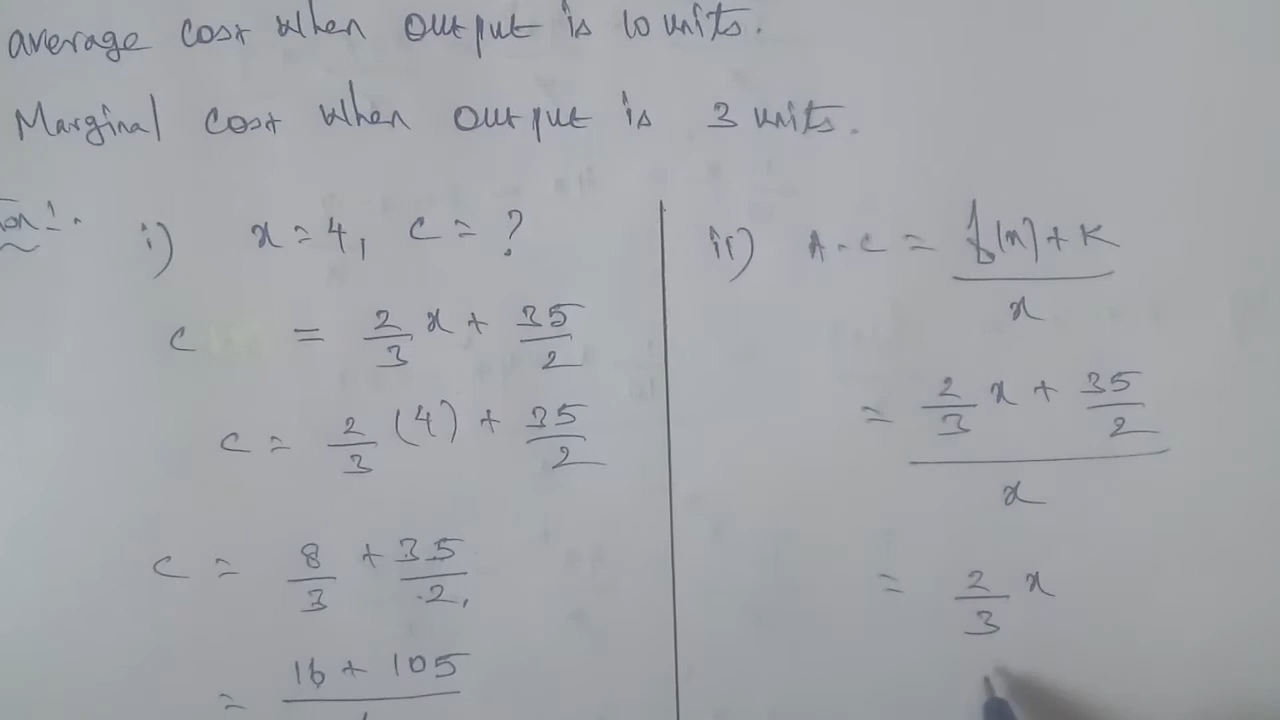 average cost when output is 10 units.
Marginal cost when output is 3 units.
ion:-
i) x = 4, c = ?
c = 2/3 x + 35/2
c = 2/3 (4) + 35/2
c = 8/3 + 35/2
= 16 + 105
ii) A.C = f(x) + k / x
= 2/3 x + 35/2 / x
= 2/3 x